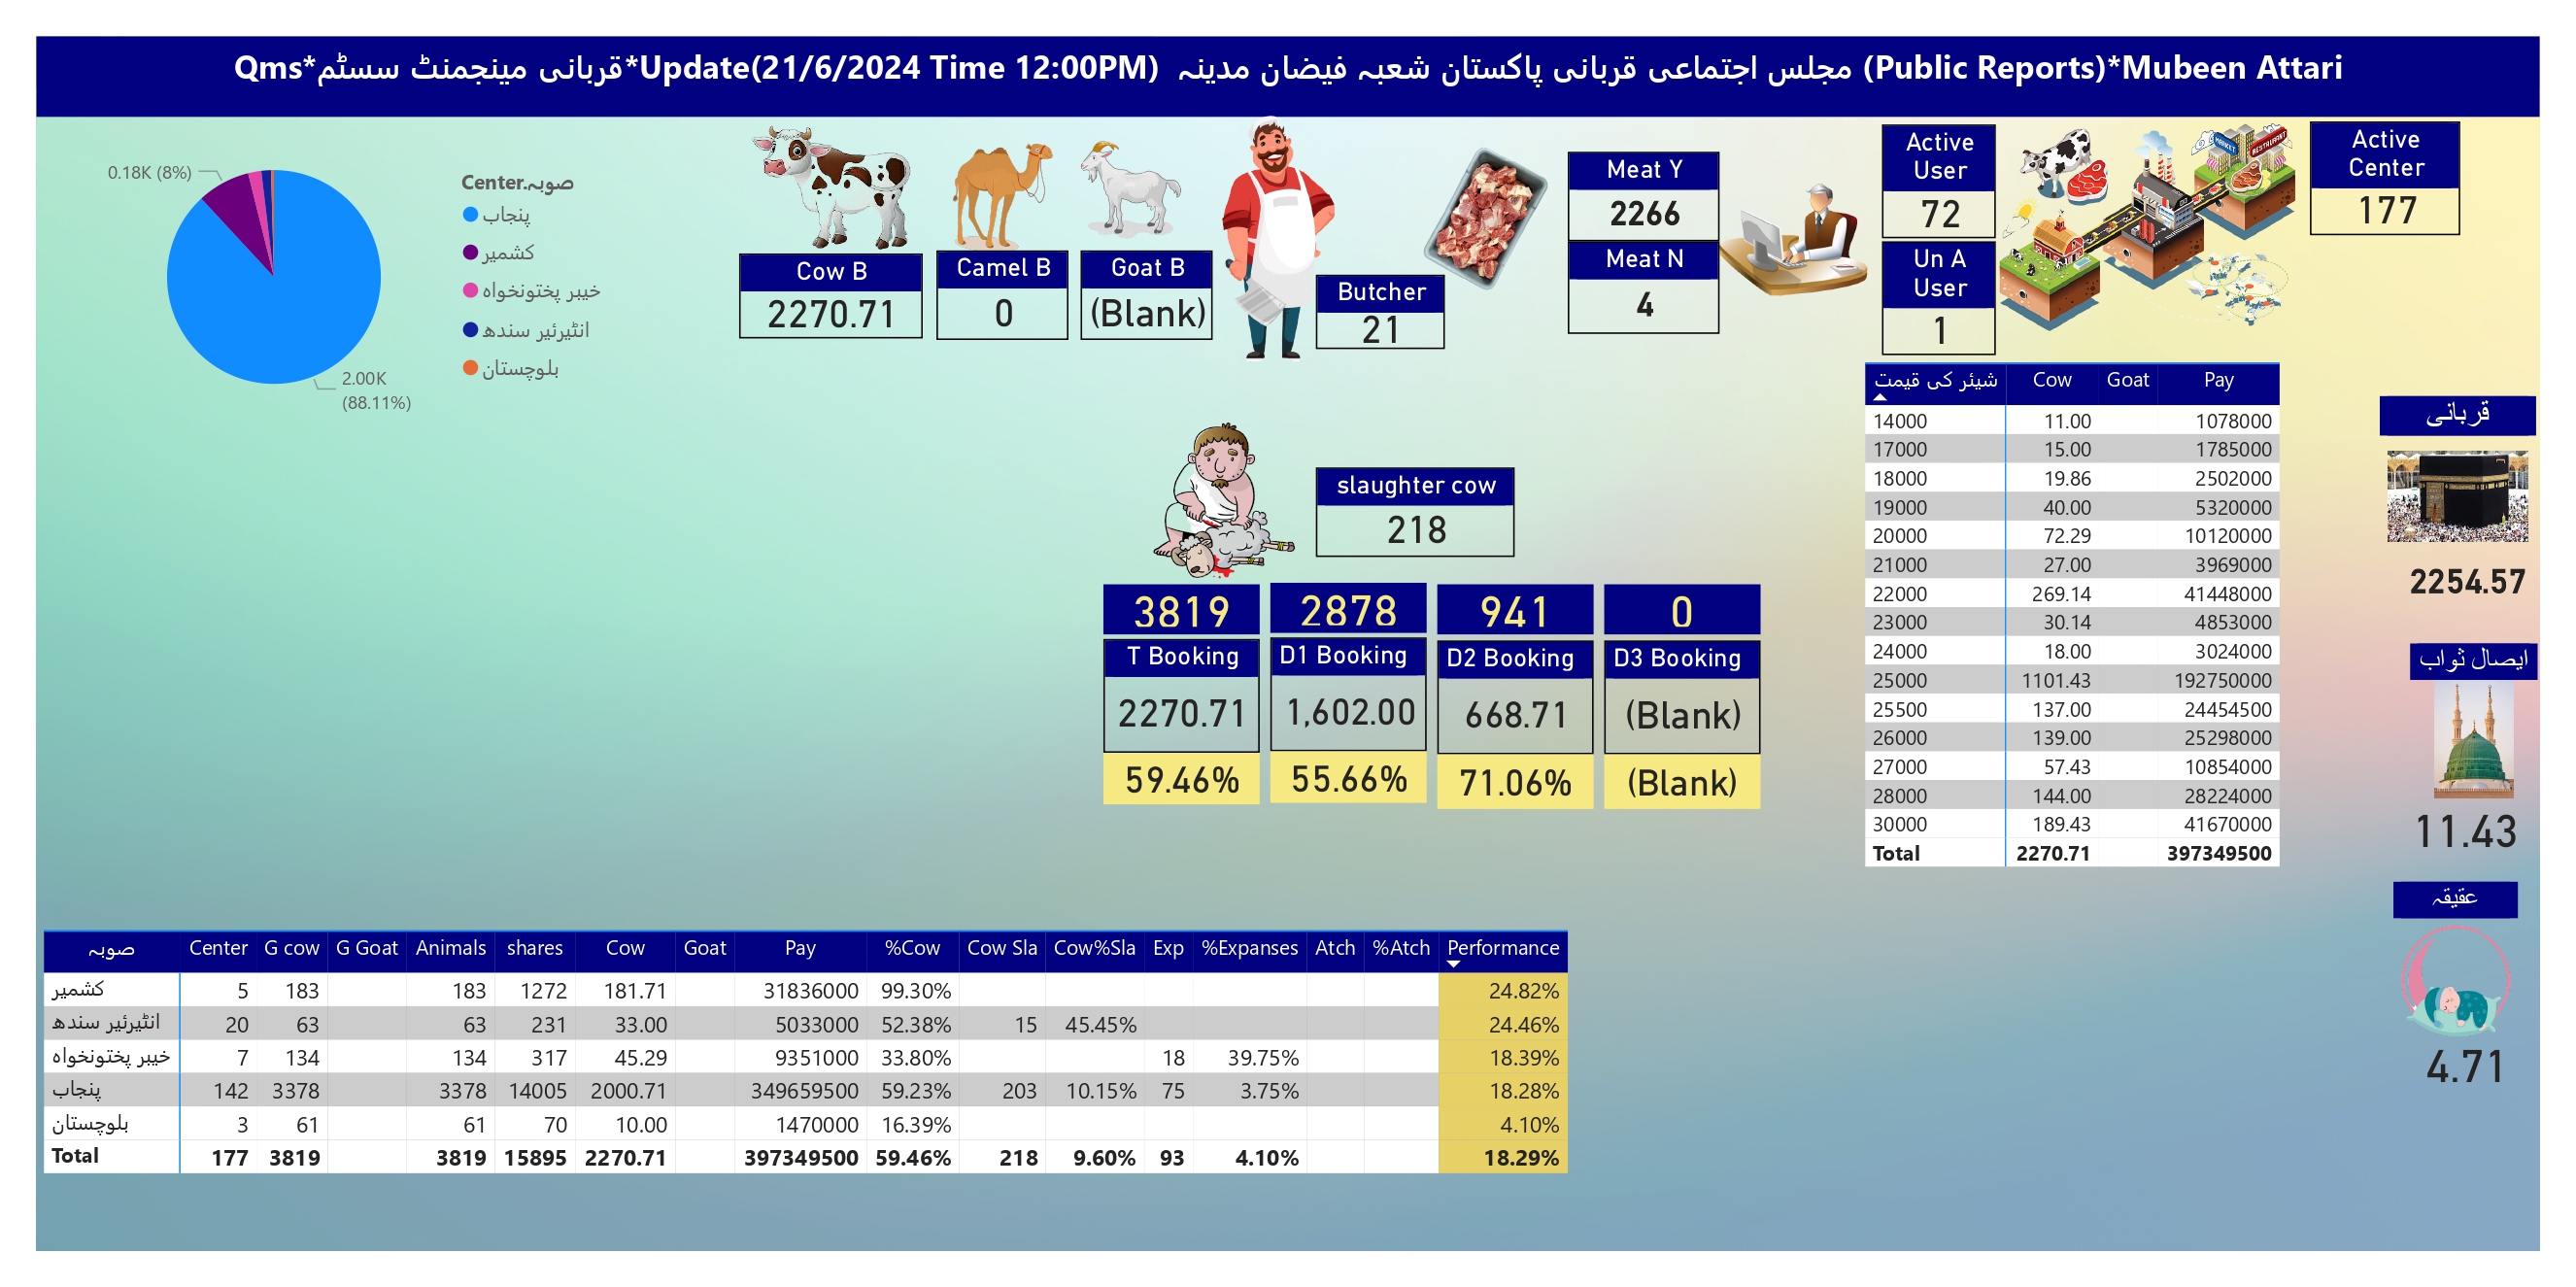 Qms*قربانی مینجمنٹ سسٹم*Update(21/6/2024 Time 12:00PM) مجلس اجتماعی قربانی پاکستان شعبہ فیضان مدینہ (Public Reports)*Mubeen Attari
0.18K (8%)
2.00K
(88.11%)
Center.صوبہ
پنجاب
کشمیر
خیبر پختونخواہ
انٹیرئیر سندھ
بلوچستان
Cow B
2270.71
Camel B
0
Goat B
(Blank)
Butcher
21
Meat Y
2266
Meat N
4
Active
User
72
Un A
User
1
MARKET
RESTAURANT
Active
Center
177
slaughter cow
218
3819 2878 941 0
T Booking D1 Booking D2 Booking D3 Booking
2270.71 1,602.00 668.71 (Blank)
59.46% 55.66% 71.06% (Blank)
شیئر کی قیمت Cow Goat Pay
14000 11.00 1078000
17000 15.00 1785000
18000 19.86 2502000
19000 40.00 5320000
20000 72.29 10120000
21000 27.00 3969000
22000 269.14 41448000
23000 30.14 4853000
24000 18.00 3024000
25000 1101.43 192750000
25500 137.00 24454500
26000 139.00 25298000
27000 57.43 10854000
28000 144.00 28224000
30000 189.43 41670000
Total 2270.71 397349500
قربانی
2254.57
ایصال ثواب
11.43
عقیقہ
4.71
صوبہ Center G cow G Goat Animals shares Cow Goat Pay %Cow Cow Sla Cow%Sla Exp %Expanses Atch %Atch Performance
کشمیر 5 183 183 1272 181.71 31836000 99.30% 24.82%
انٹیرئیر سندھ 20 63 63 231 33.00 5033000 52.38% 15 45.45% 24.46%
خیبر پختونخواہ 7 134 134 317 45.29 9351000 33.80% 18 39.75% 18.39%
پنجاب 142 3378 3378 14005 2000.71 349659500 59.23% 203 10.15% 75 3.75% 18.28%
بلوچستان 3 61 61 70 10.00 1470000 16.39% 4.10%
Total 177 3819 3819 15895 2270.71 397349500 59.46% 218 9.60% 93 4.10% 18.29%